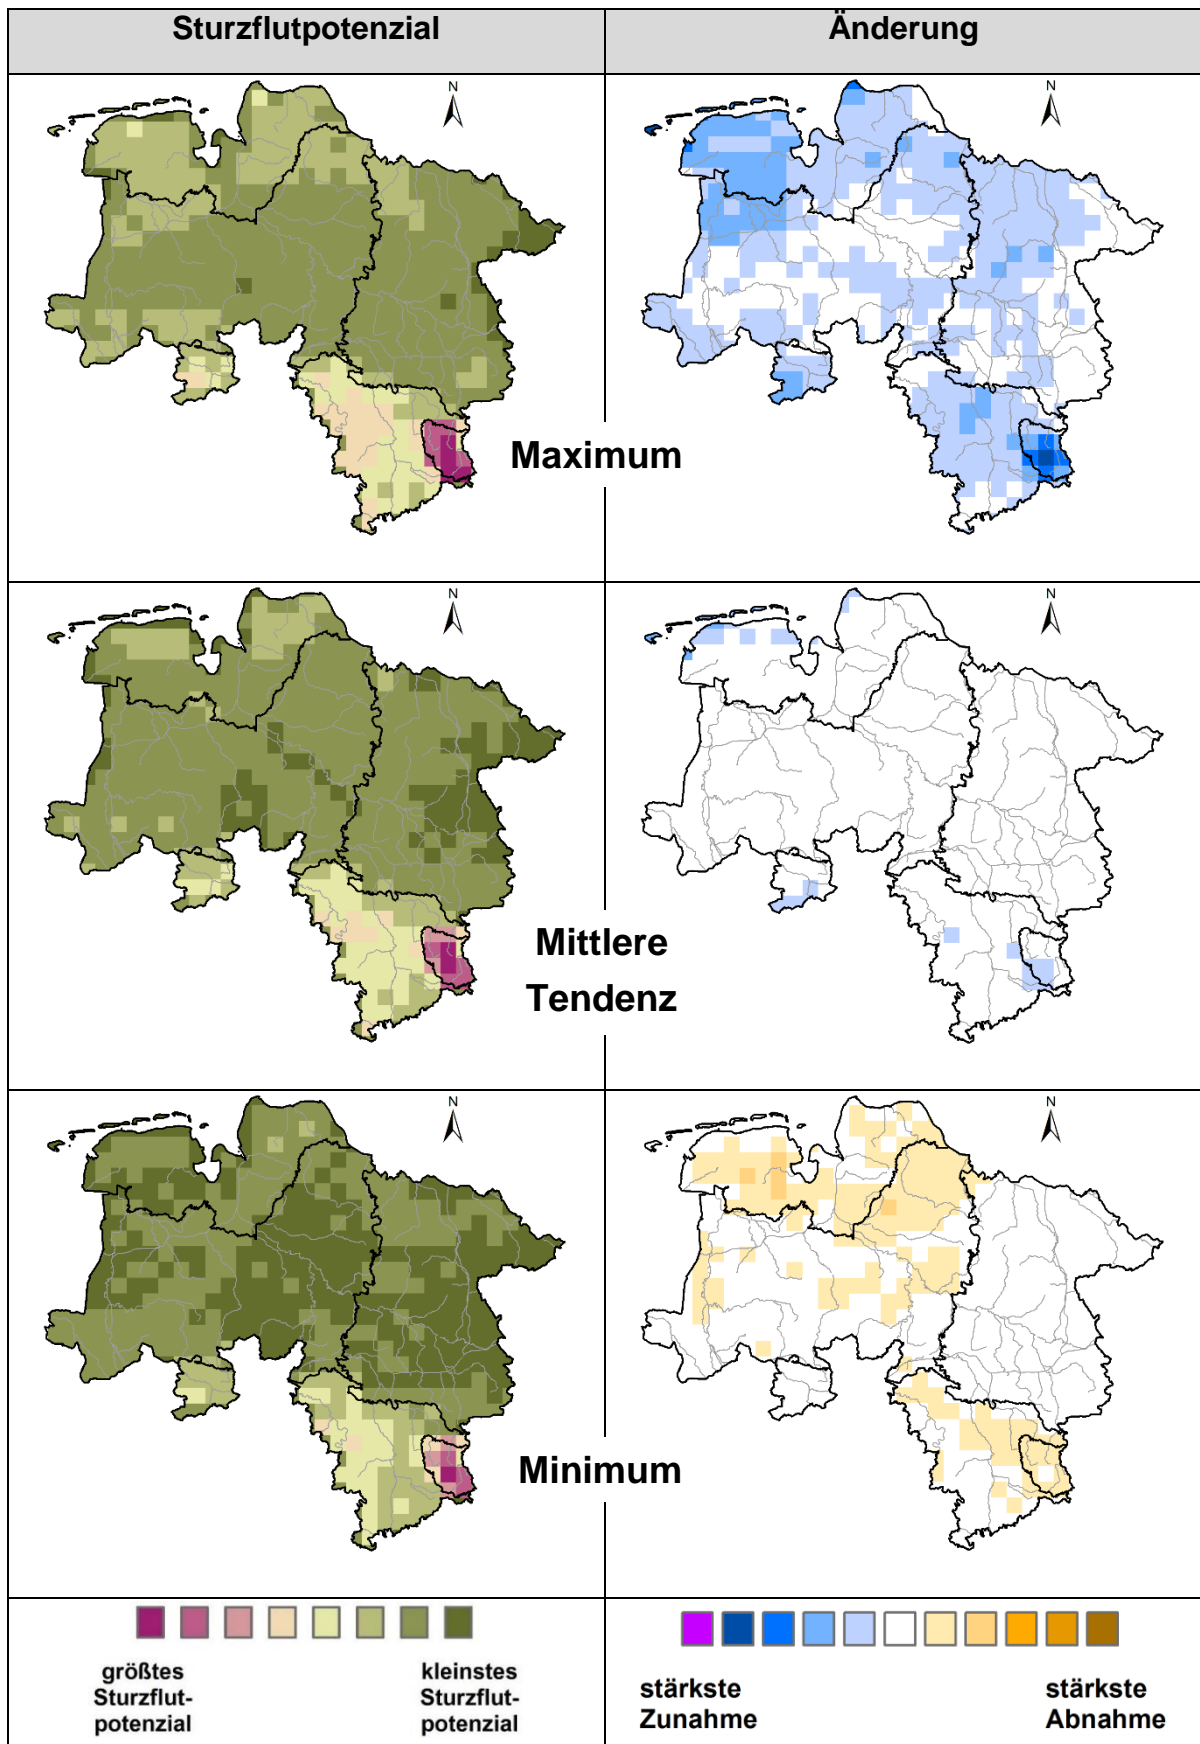 Sturzflutpotenzial
Änderung
N
N
Maximum
N
N
Mittlere
Tendenz
N
N
Minimum
größtes
Sturzflut-
potenzial
kleinstes
Sturzflut-
potenzial
stärkste
Zunahme
stärkste
Abnahme